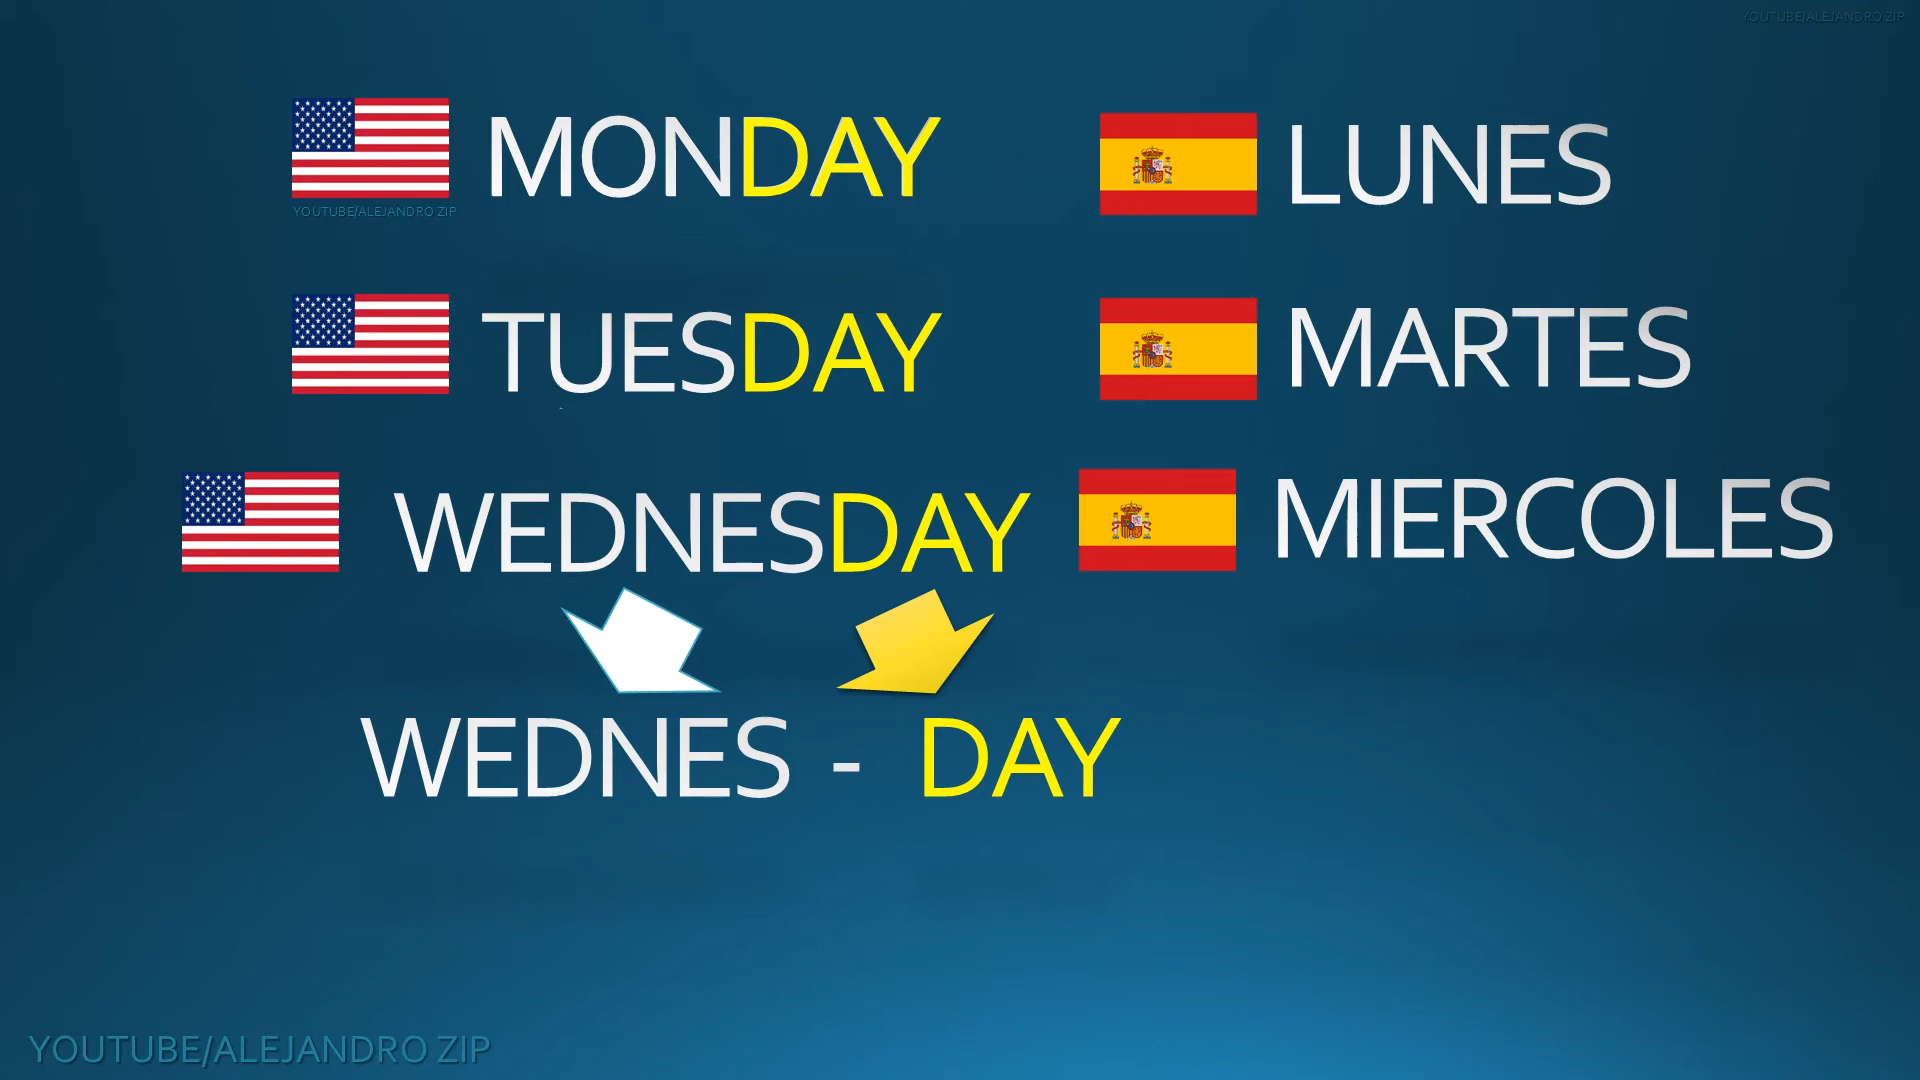 YOUTUBE/ALEJANDRO ZIP
MONDAY LUNES
YOUTUBE/ALEJANDRO ZIP
TUESDAY MARTES
WEDNESDAY MIERCOLES
WEDNES - DAY
YOUTUBE/ALEJANDRO ZIP